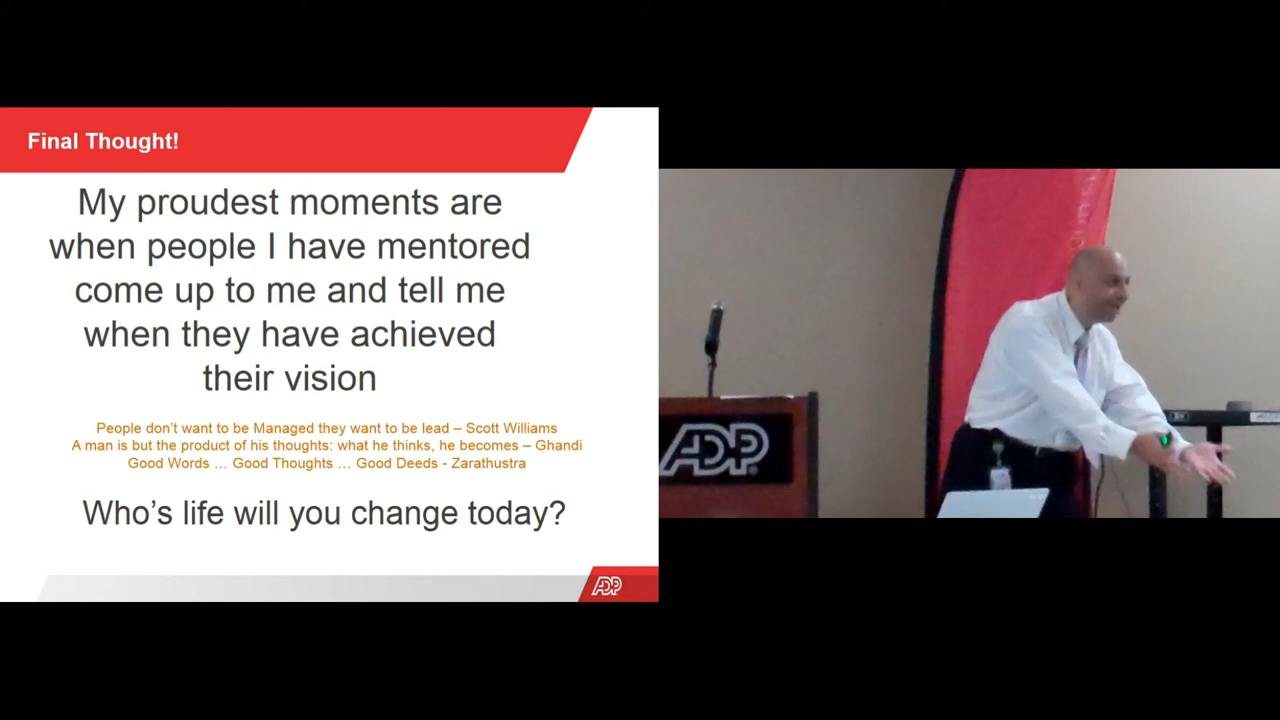 Final Thought!
My proudest moments are
when people I have mentored
come up to me and tell me
when they have achieved
their vision
People don't want to be Managed they want to be lead – Scott Williams
A man is but the product of his thoughts: what he thinks, he becomes – Ghandi
Good Words … Good Thoughts … Good Deeds - Zarathustra
Who's life will you change today?
ADP
ADP